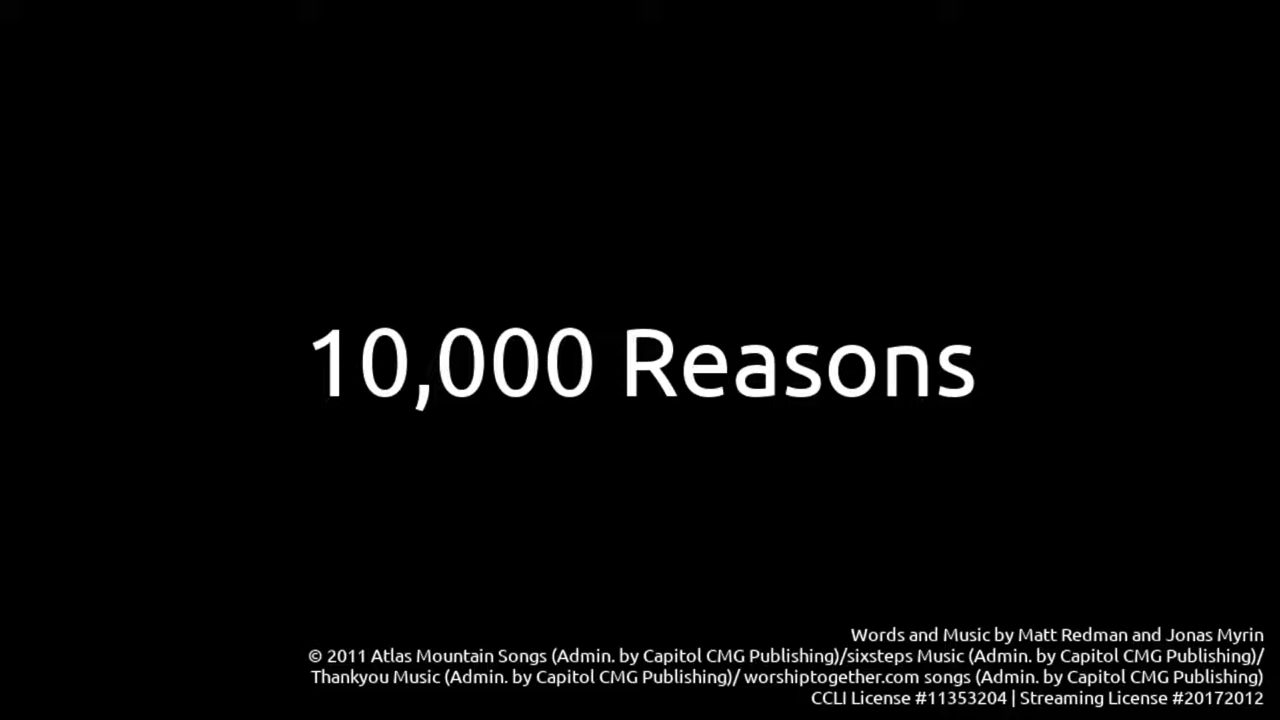 10,000 Reasons
Words and Music by Matt Redman and Jonas Myrin
© 2011 Atlas Mountain Songs (Admin. by Capitol CMG Publishing)/sixsteps Music (Admin. by Capitol CMG Publishing)/
Thankyou Music (Admin. by Capitol CMG Publishing)/ worshiptogether.com songs (Admin. by Capitol CMG Publishing)
CCLI License #11353204 | Streaming License #20172012